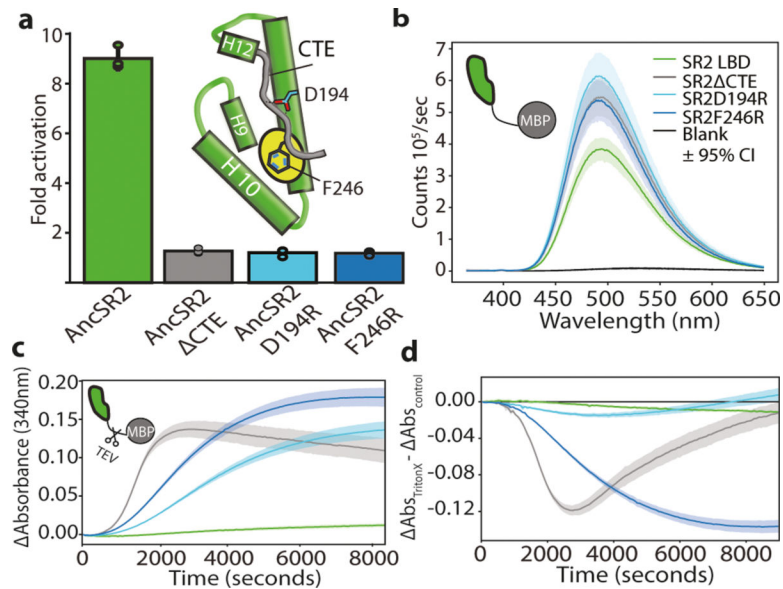 a
Fold activation
10
8
6
4
2
H12
CTE
D194
H9
H 10
F246
AncSR2
AncSR2
ΔCTE
AncSR2
D194R
AncSR2
F246R
b
Counts 10⁵/sec
8
6
4
2
0
MBP
SR2 LBD
SR2ΔCTE
SR2D194R
SR2F246R
Blank
± 95% CI
400 450 500 550 600 650
Wavelength (nm)
c
ΔAbsorbance (340nm)
0.20
0.15
0.10
0.05
0.00
MBP
TEV
0 2000 4000 6000 8000
Time (seconds)
d
ΔAbsTritonX - ΔAbscontrol
0.00
-0.04
-0.08
-0.12
0 2000 4000 6000 8000
Time (seconds)